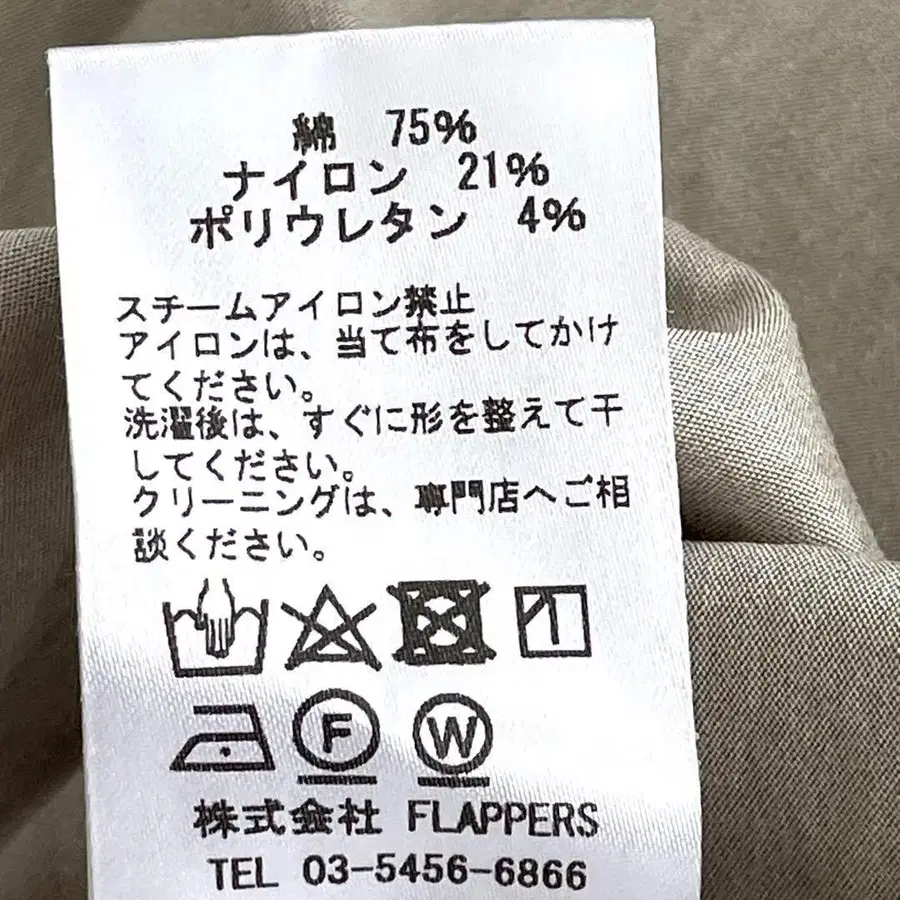 綿 75%
ナイロン 21%
ポリウレタン 4%
スチームアイロン禁止
アイロンは、当て布をしてかけ
てください。
洗濯後は、すぐに形を整えて干
してください。
クリーニングは、専門店へご相
談ください。
F W
株式会社 FLAPPERS
TEL 03-5456-6866